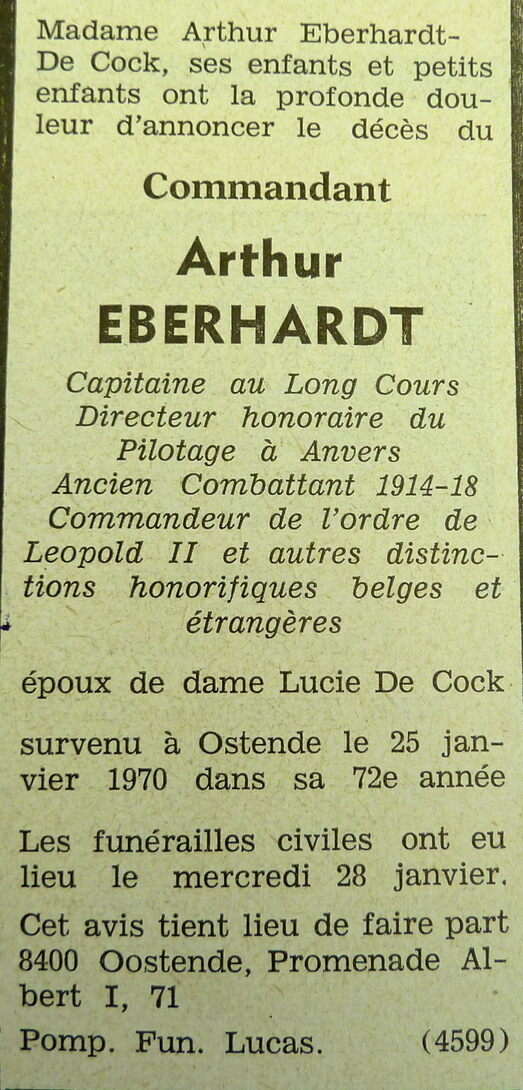 Madame Arthur Eberhardt-
De Cock, ses enfants et petits
enfants ont la profonde dou-
leur d'annoncer le décès du
Commandant
Arthur
EBERHARDT
Capitaine au Long Cours
Directeur honoraire du
Pilotage à Anvers
Ancien Combattant 1914-18
Commandeur de l'ordre de
Leopold II et autres distinc-
tions honorifiques belges et
étrangères
époux de dame Lucie De Cock
survenu à Ostende le 25 jan-
vier 1970 dans sa 72e année
Les funérailles civiles ont eu
lieu le mercredi 28 janvier.
Cet avis tient lieu de faire part
8400 Oostende, Promenade Al-
bert I, 71
Pomp. Fun. Lucas. (4599)